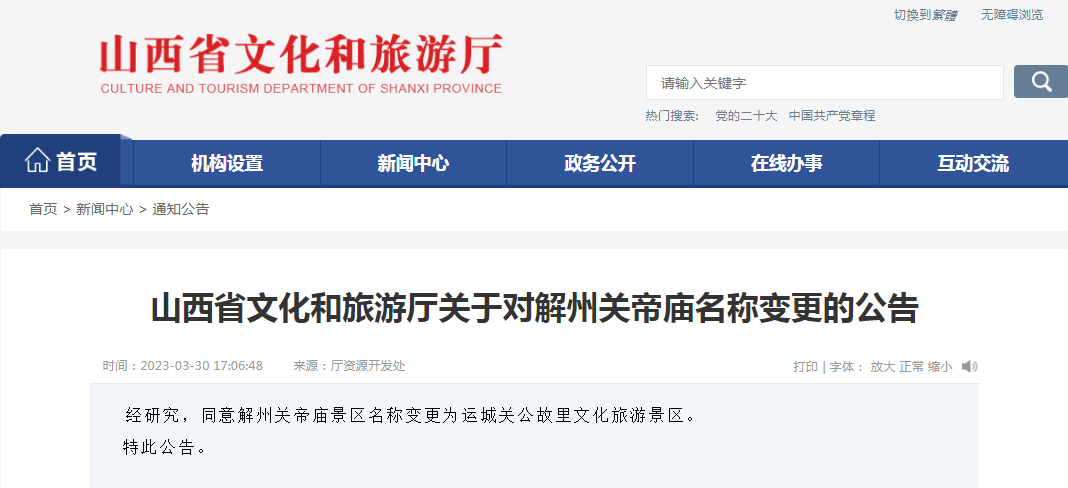 切换到繁體 无障碍浏览
山西省文化和旅游厅
CULTURE AND TOURISM DEPARTMENT OF SHANXI PROVINCE
请输入关键字
热门搜索: 党的二十大 中国共产党章程
首页 机构设置 新闻中心 政务公开 在线办事 互动交流
首页 > 新闻中心 > 通知公告
山西省文化和旅游厅关于对解州关帝庙名称变更的公告
时间：2023-03-30 17:06:48 来源：厅资源开发处 打印 | 字体： 放大 正常 缩小
经研究，同意解州关帝庙景区名称变更为运城关公故里文化旅游景区。
特此公告。